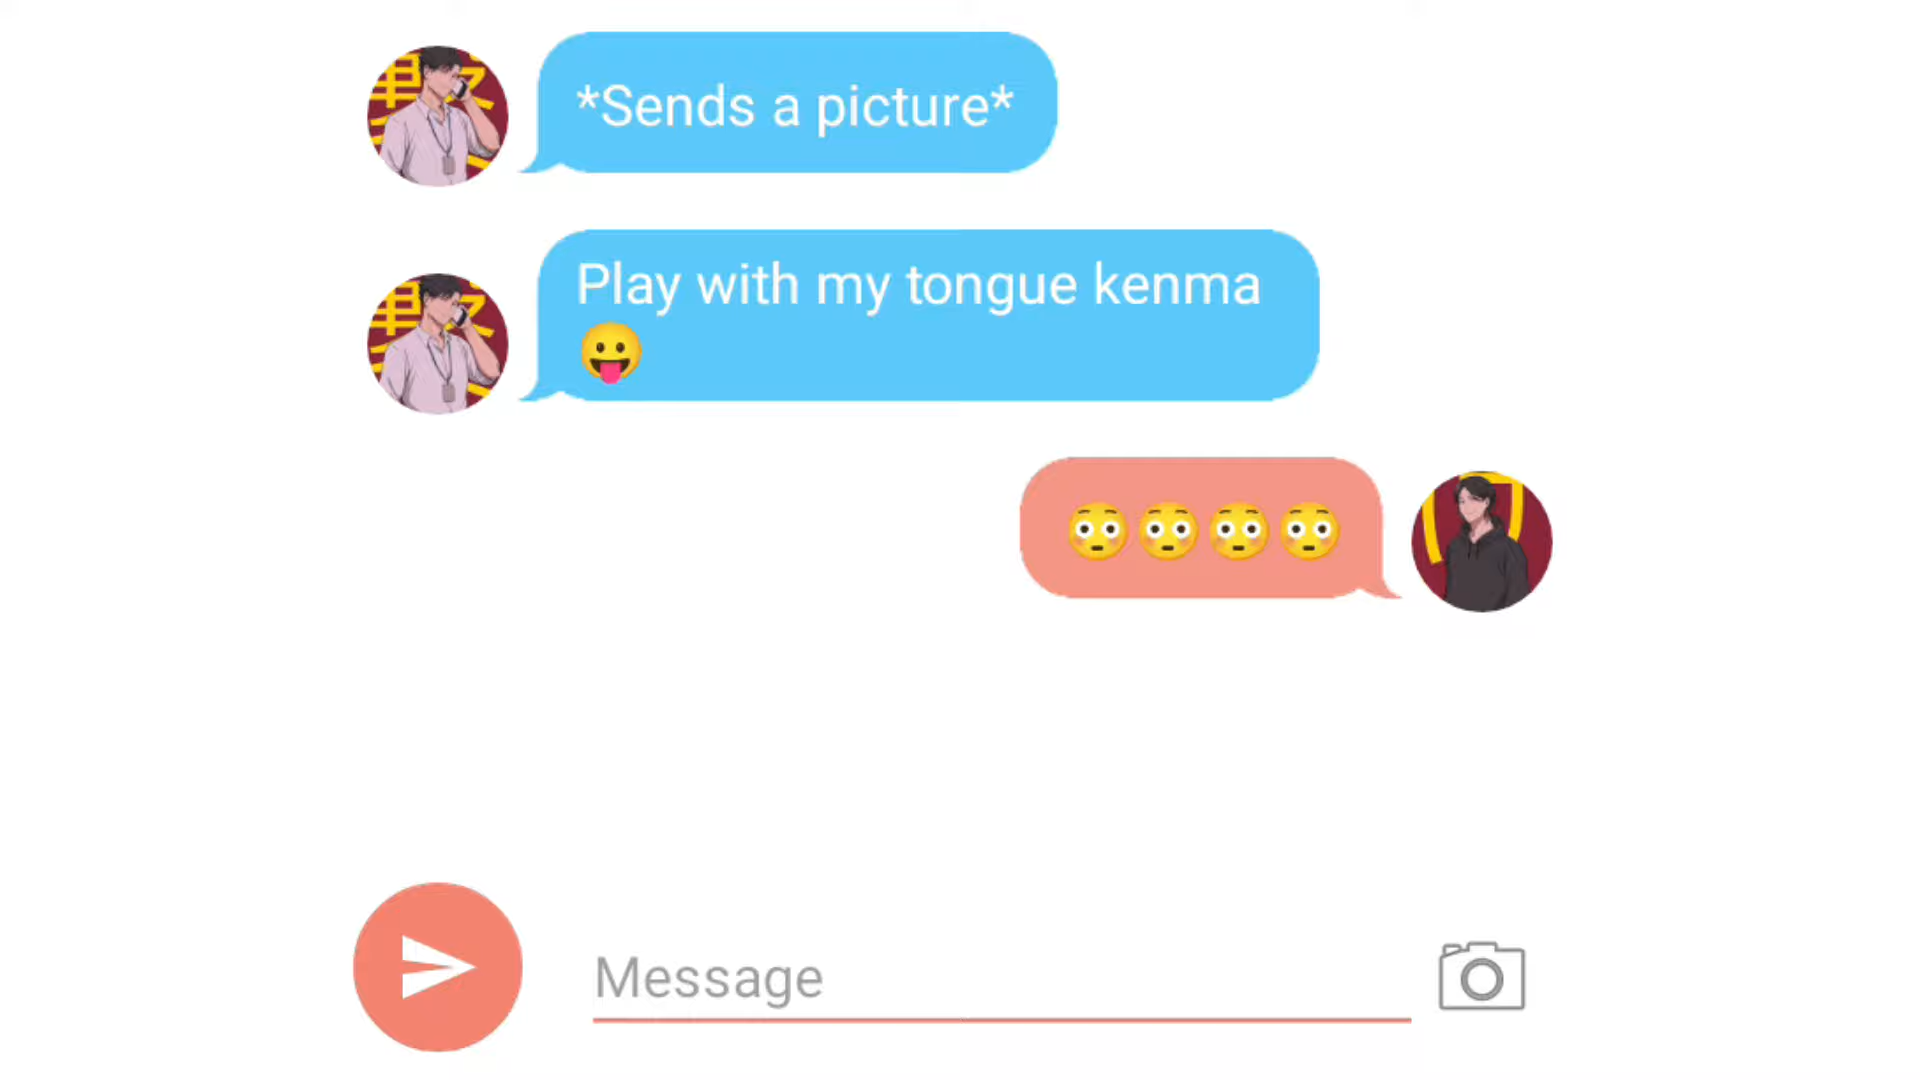 *Sends a picture*
Play with my tongue kenma
😛
😳😳😳😳
Message